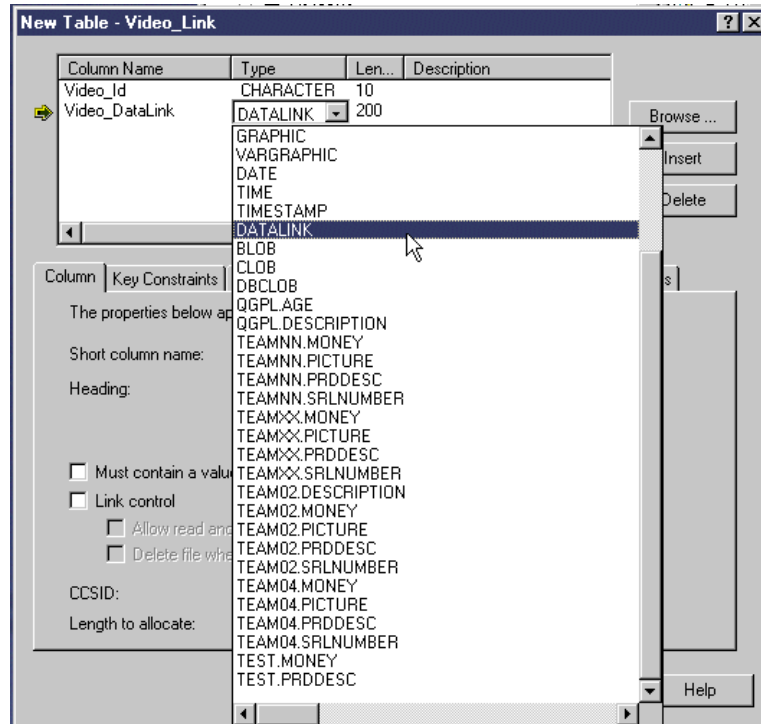 New Table - Video_Link
Column Name Type Len... Description
Video_Id CHARACTER 10
Video_DataLink DATALINK 200
Browse ...
Insert
Delete
GRAPHIC
VARGRAPHIC
DATE
TIME
TIMESTAMP
DATALINK
BLOB
CLOB
DBCLOB
QGPL.AGE
QGPL.DESCRIPTION
TEAMNN.MONEY
TEAMNN.PICTURE
TEAMNN.PRDDESC
TEAMNN.SRLNUMBER
TEAMXX.MONEY
TEAMXX.PICTURE
TEAMXX.PRDDESC
TEAMXX.SRLNUMBER
TEAM02.DESCRIPTION
TEAM02.MONEY
TEAM02.PICTURE
TEAM02.PRDDESC
TEAM02.SRLNUMBER
TEAM04.MONEY
TEAM04.PICTURE
TEAM04.PRDDESC
TEAM04.SRLNUMBER
TEST.MONEY
TEST.PRDDESC
Column Key Constraints
The properties below ap
Short column name:
Heading:
Must contain a valu
Link control
Allow read and
Delete file whe
CCSID:
Length to allocate:
Help